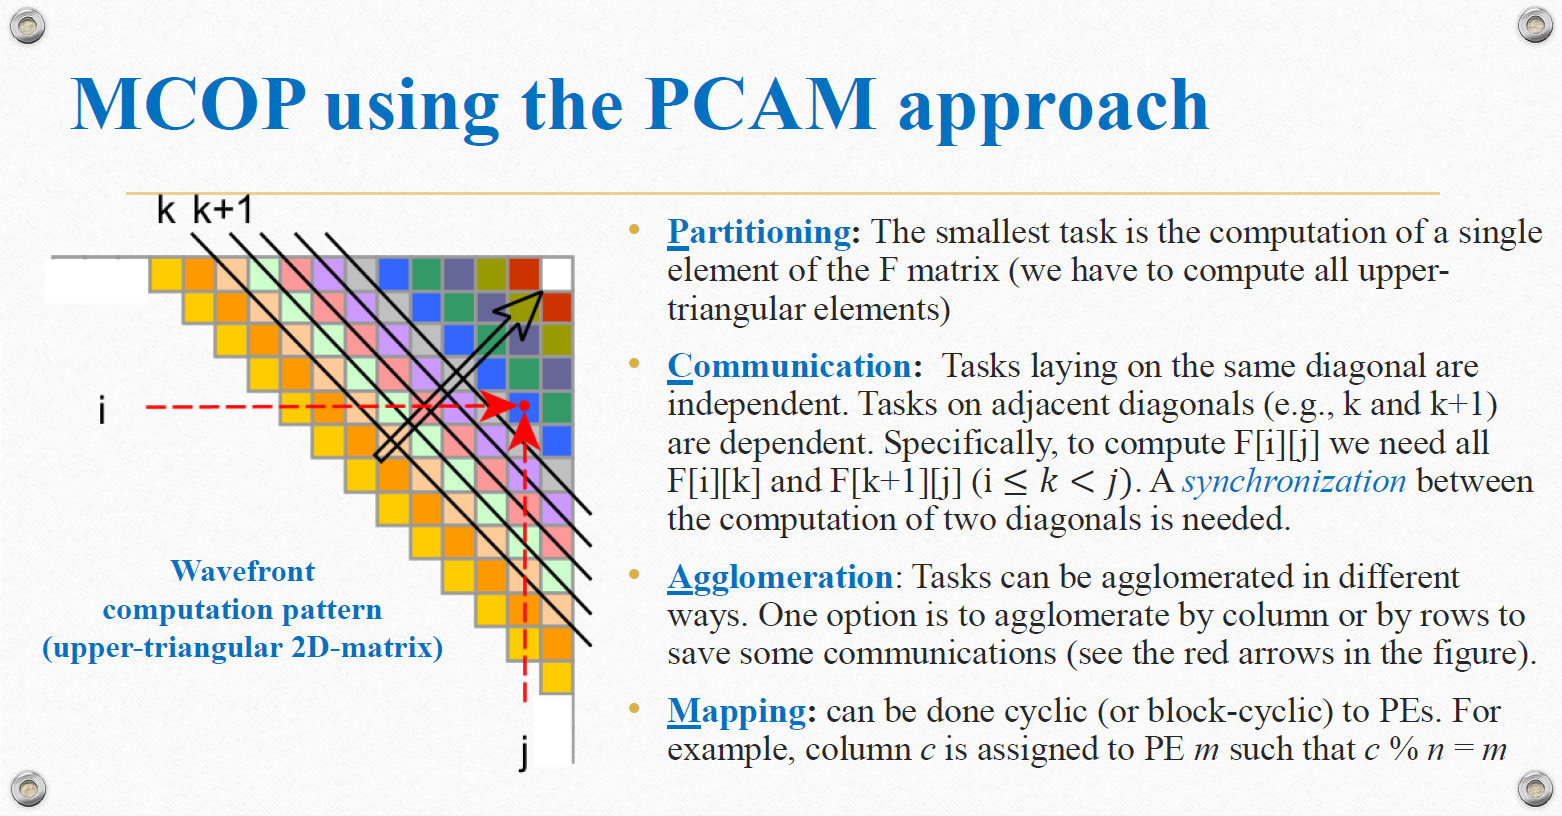 MCOP using the PCAM approach
k k+1
i
j
Wavefront
computation pattern
(upper-triangular 2D-matrix)
• Partitioning: The smallest task is the computation of a single
element of the F matrix (we have to compute all upper-
triangular elements)
• Communication: Tasks laying on the same diagonal are
independent. Tasks on adjacent diagonals (e.g., k and k+1)
are dependent. Specifically, to compute F[i][j] we need all
F[i][k] and F[k+1][j] (i ≤ k < j). A synchronization between
the computation of two diagonals is needed.
• Agglomeration: Tasks can be agglomerated in different
ways. One option is to agglomerate by column or by rows to
save some communications (see the red arrows in the figure).
• Mapping: can be done cyclic (or block-cyclic) to PEs. For
example, column c is assigned to PE m such that c % n = m